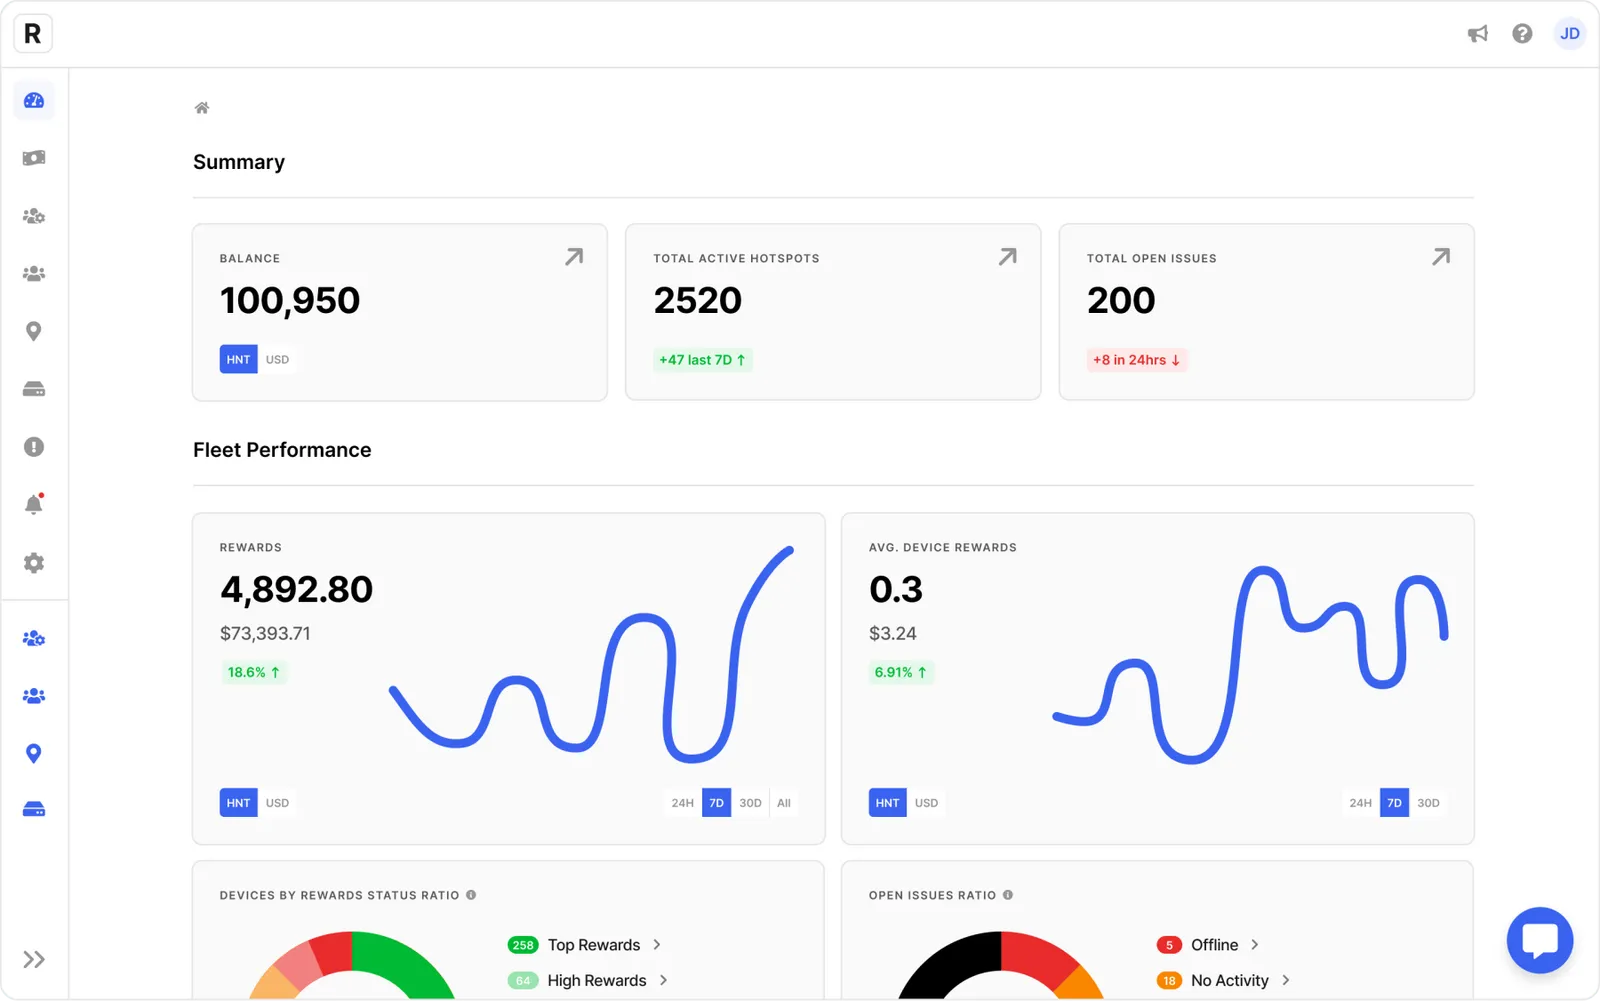 R
JD
Summary
BALANCE
100,950
HNT USD
TOTAL ACTIVE HOTSPOTS
2520
+47 last 7D ↑
TOTAL OPEN ISSUES
200
+8 in 24hrs ↓
Fleet Performance
REWARDS
4,892.80
$73,393.71
18.6% ↑
HNT USD
24H 7D 30D All
AVG. DEVICE REWARDS
0.3
$3.24
6.91% ↑
HNT USD
24H 7D 30D
DEVICES BY REWARDS STATUS RATIO
258 Top Rewards
64 High Rewards
OPEN ISSUES RATIO
5 Offline
18 No Activity